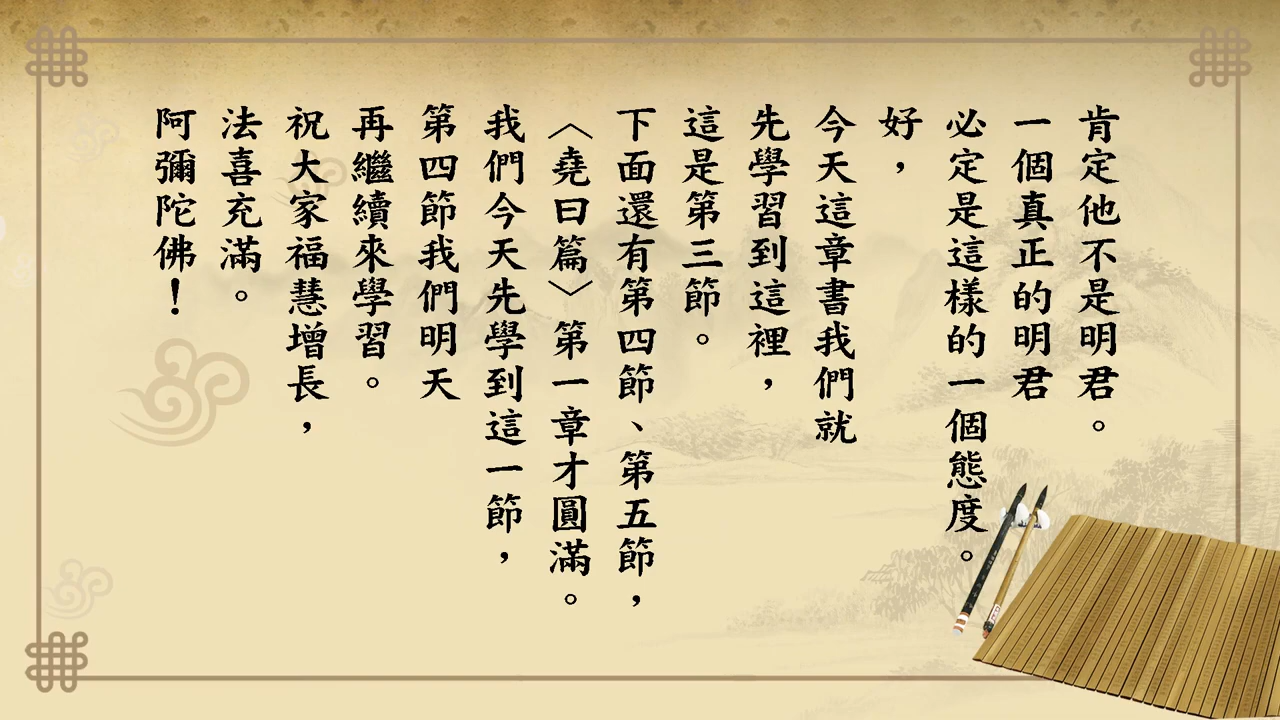 肯定他不是明君。
一個真正的明君
必定是這樣的一個態度。
好，
今天這章書我們就
先學習到這裡，
這是第三節。
下面還有第四節、第五節，
〈堯曰篇〉第一章才圓滿。
我們今天先學到這一節，
第四節我們明天
再繼續來學習。
祝大家福慧增長，
法喜充滿。
阿彌陀佛！